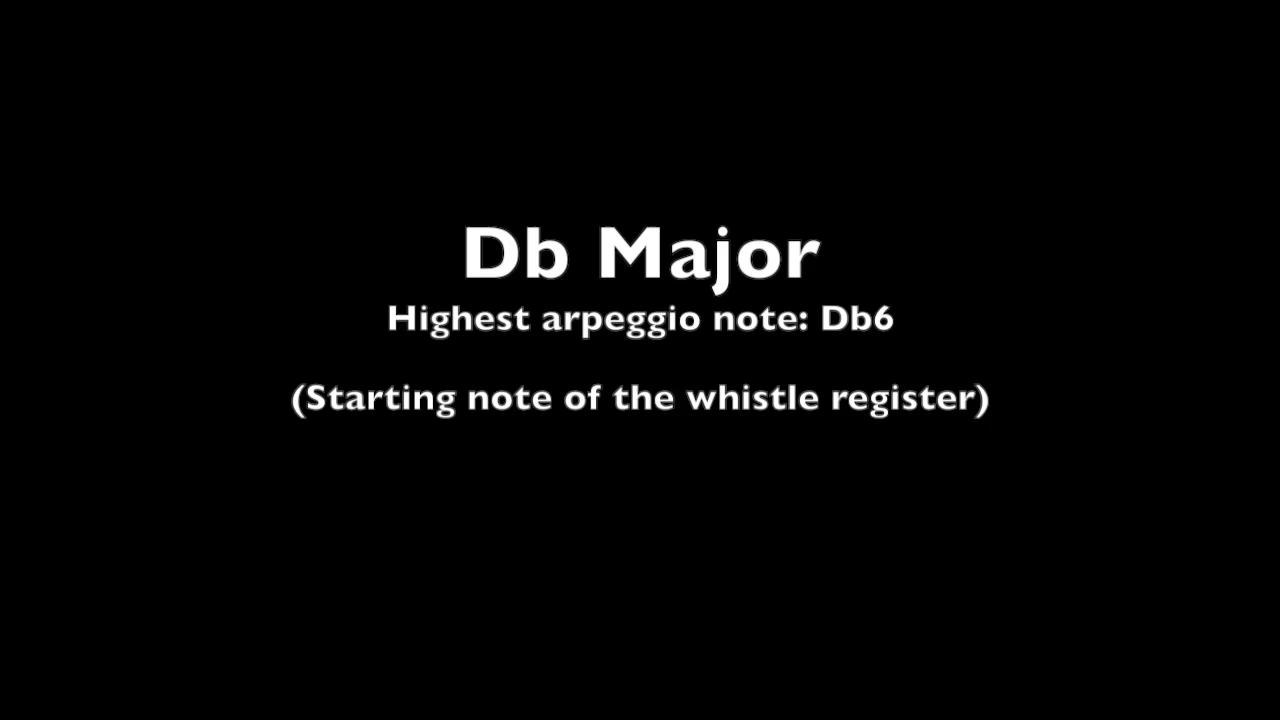 Db Major
Highest arpeggio note: Db6
(Starting note of the whistle register)